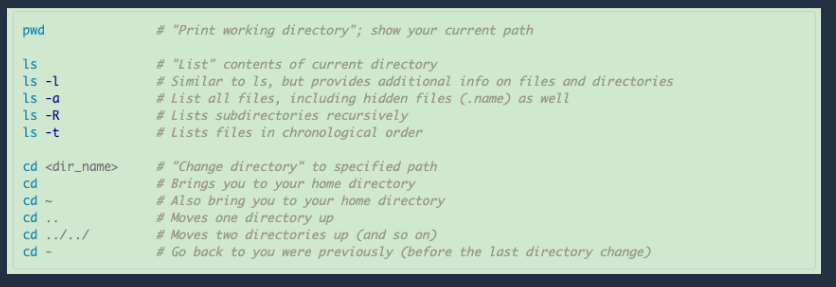 pwd # "Print working directory"; show your current path
ls # "List" contents of current directory
ls -l # Similar to ls, but provides additional info on files and directories
ls -a # List all files, including hidden files (.name) as well
ls -R # Lists subdirectories recursively
ls -t # Lists files in chronological order
cd <dir_name> # "Change directory" to specified path
cd # Brings you to your home directory
cd ~ # Also bring you to your home directory
cd .. # Moves one directory up
cd ../../ # Moves two directories up (and so on)
cd - # Go back to you were previously (before the last directory change)